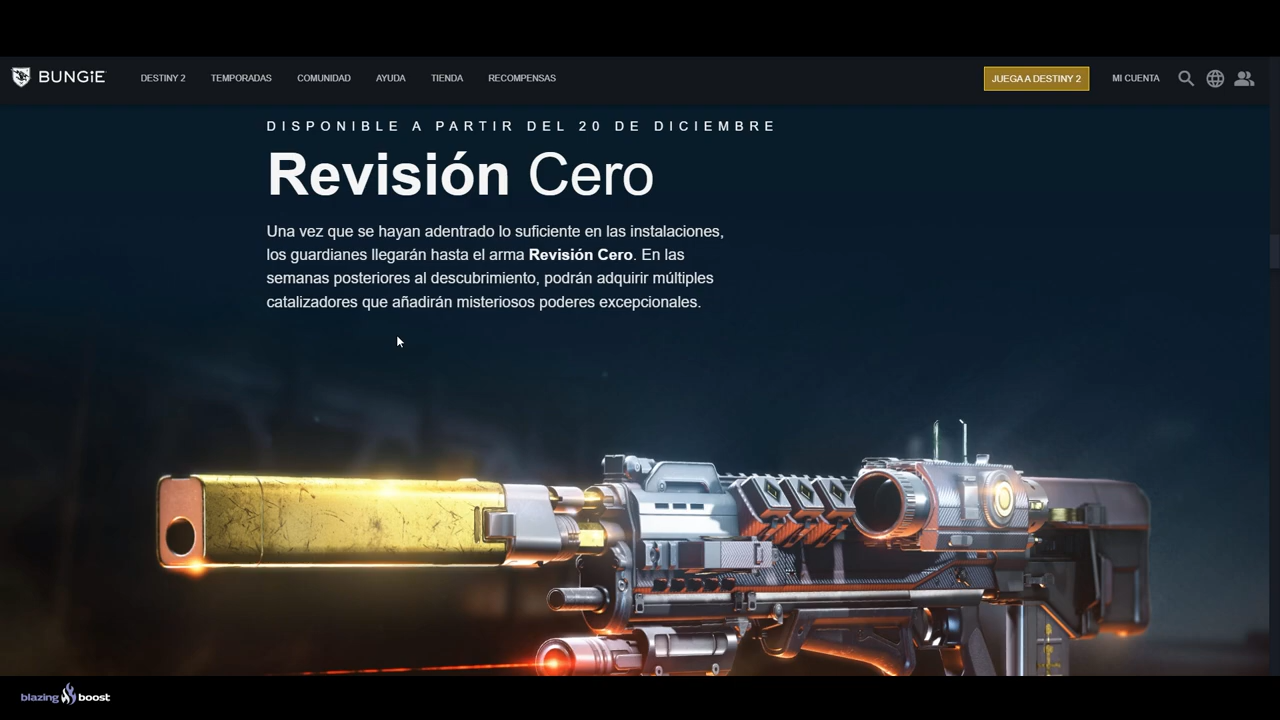 BUNGiE
DESTINY 2 TEMPORADAS COMUNIDAD AYUDA TIENDA RECOMPENSAS JUEGA A DESTINY 2 MI CUENTA
DISPONIBLE A PARTIR DEL 20 DE DICIEMBRE
Revisión Cero
Una vez que se hayan adentrado lo suficiente en las instalaciones,
los guardianes llegarán hasta el arma Revisión Cero. En las
semanas posteriores al descubrimiento, podrán adquirir múltiples
catalizadores que añadirán misteriosos poderes excepcionales.
blazing boost